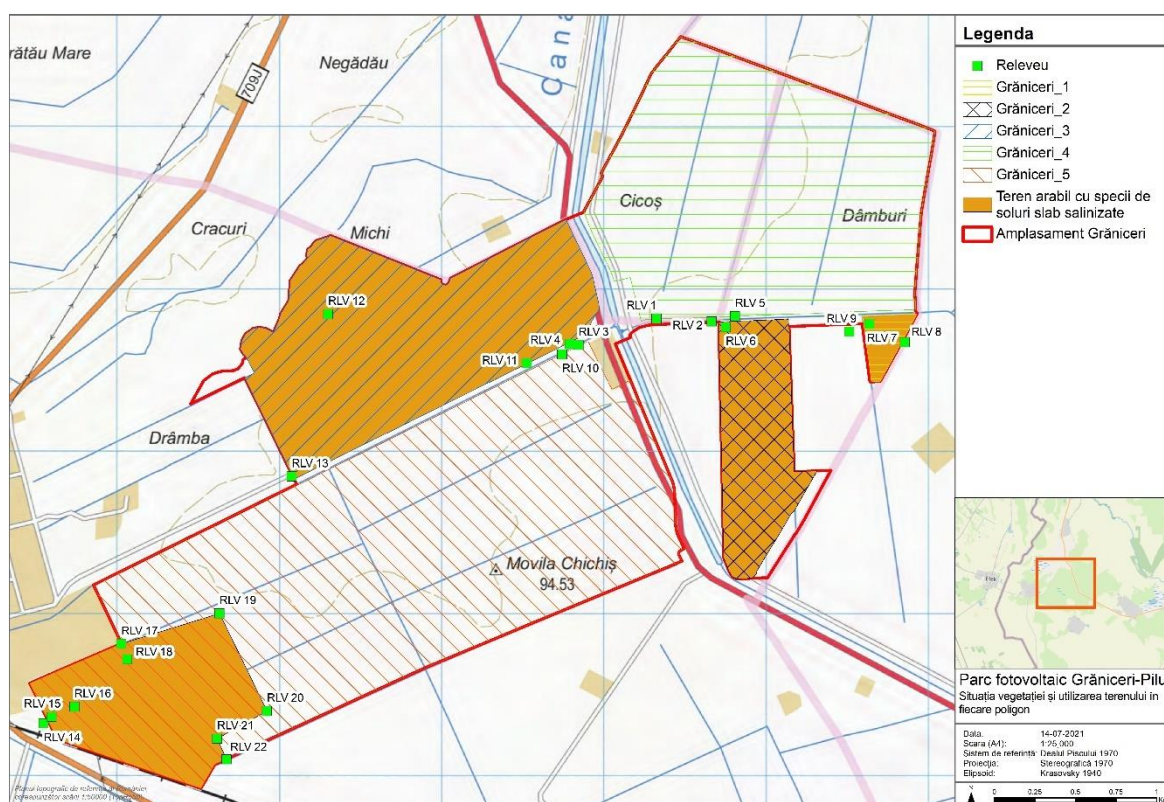 rătău Mare
Negădău
709J
Cana
Cracuri
Michi
Cicoș
Dâmburi
Drâmba
Movila Chichiș
94.53
RLV 12
RLV 1
RLV 2
RLV 5
RLV 6
RLV 9
RLV 7
RLV 8
RLV 4
RLV 3
RLV 11
RLV 10
RLV 13
RLV 19
RLV 17
RLV 18
RLV 16
RLV 15
RLV 14
RLV 20
RLV 21
RLV 22
Legenda
Releveu
Grăniceri_1
Grăniceri_2
Grăniceri_3
Grăniceri_4
Grăniceri_5
Teren arabil cu specii de
soluri slab salinizate
Amplasament Grăniceri
Parc fotovoltaic Grăniceri-Pilu
Situația vegetației și utilizarea terenului in
fiecare poligon
Data: 14-07-2021
Scara (A4): 1:25,000
Sistem de referință: Dealul Piscului 1970
Proiecția: Stereografică 1970
Elipsoid: Krasovsky 1940
N
0 0.25 0.5 0.75 1